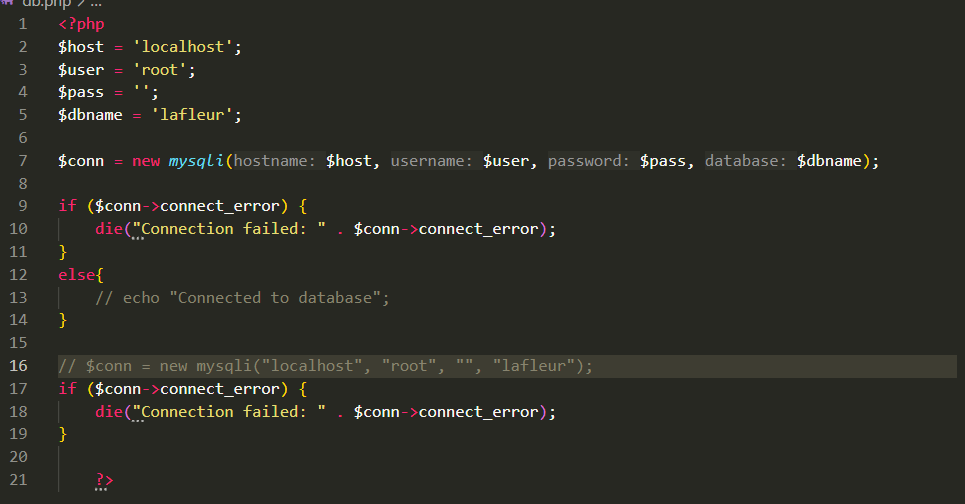 db.php > ...
1 <?php
2 $host = 'localhost';
3 $user = 'root';
4 $pass = '';
5 $dbname = 'lafleur';
6
7 $conn = new mysqli(hostname: $host, username: $user, password: $pass, database: $dbname);
8
9 if ($conn->connect_error) {
10     die("Connection failed: " . $conn->connect_error);
11 }
12 else{
13     // echo "Connected to database";
14 }
15
16 // $conn = new mysqli("localhost", "root", "", "lafleur");
17 if ($conn->connect_error) {
18     die("Connection failed: " . $conn->connect_error);
19 }
20
21     ?>